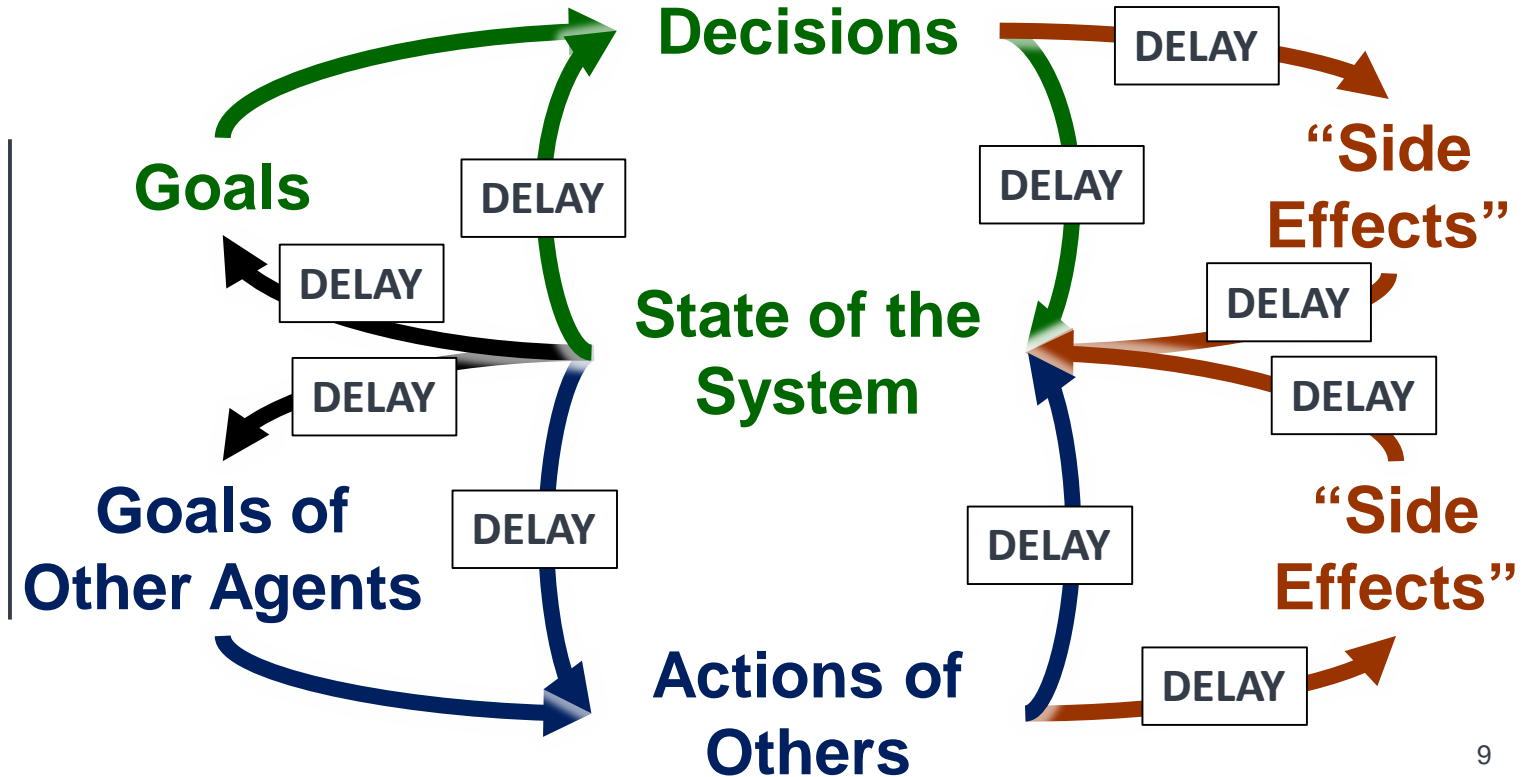 Decisions
DELAY
“Side
Effects”
Goals
DELAY
DELAY
DELAY
DELAY
State of the
System
DELAY
DELAY
Goals of
Other Agents
DELAY
DELAY
“Side
Effects”
Actions of
Others
DELAY
9